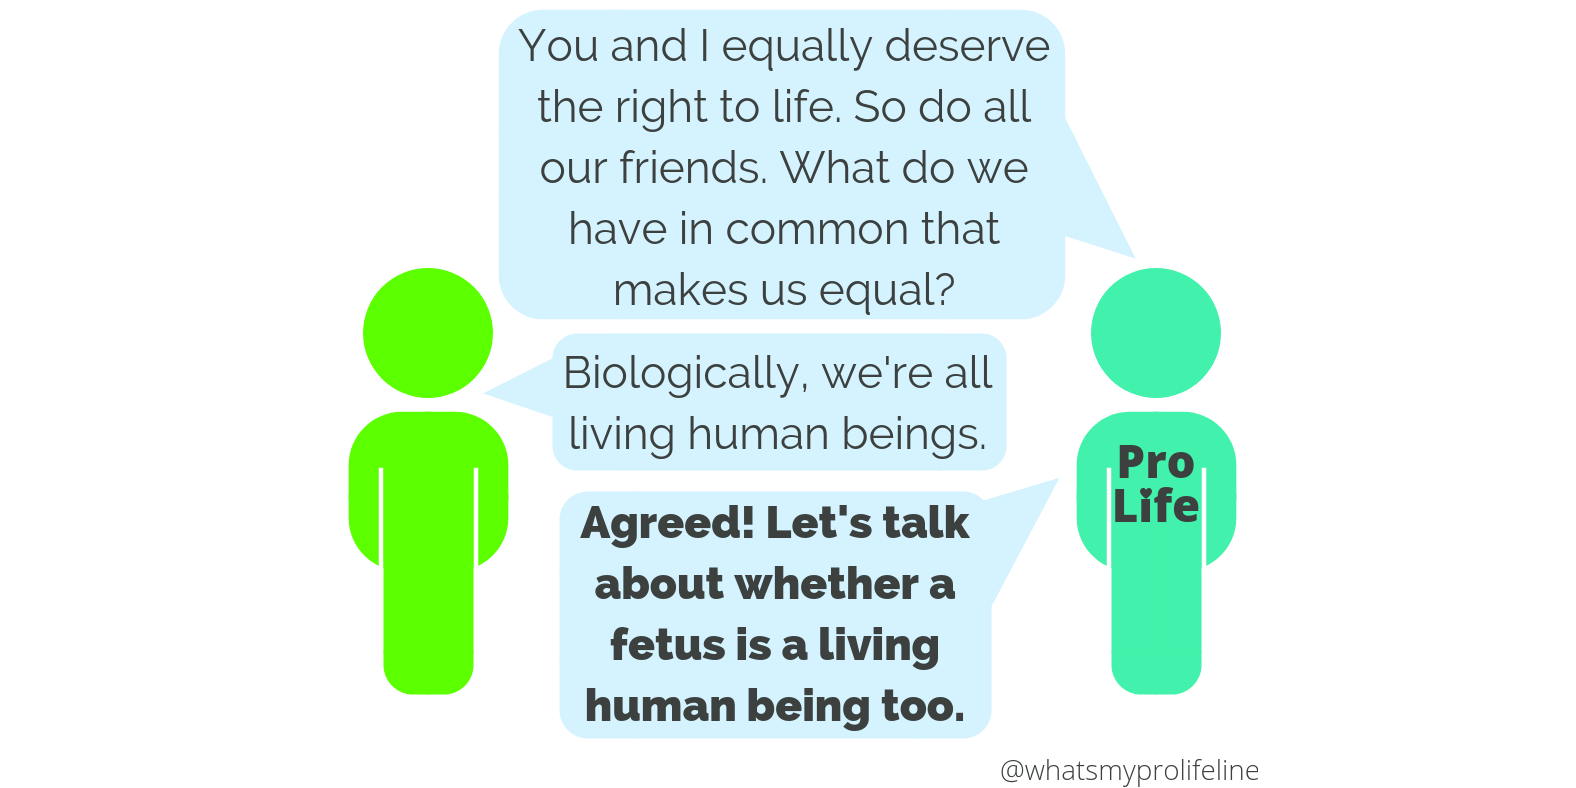 You and I equally deserve
the right to life. So do all
our friends. What do we
have in common that
makes us equal?
Biologically, we're all
living human beings.
Pro
Life
Agreed! Let's talk
about whether a
fetus is a living
human being too.
@whatsmyprolifeline